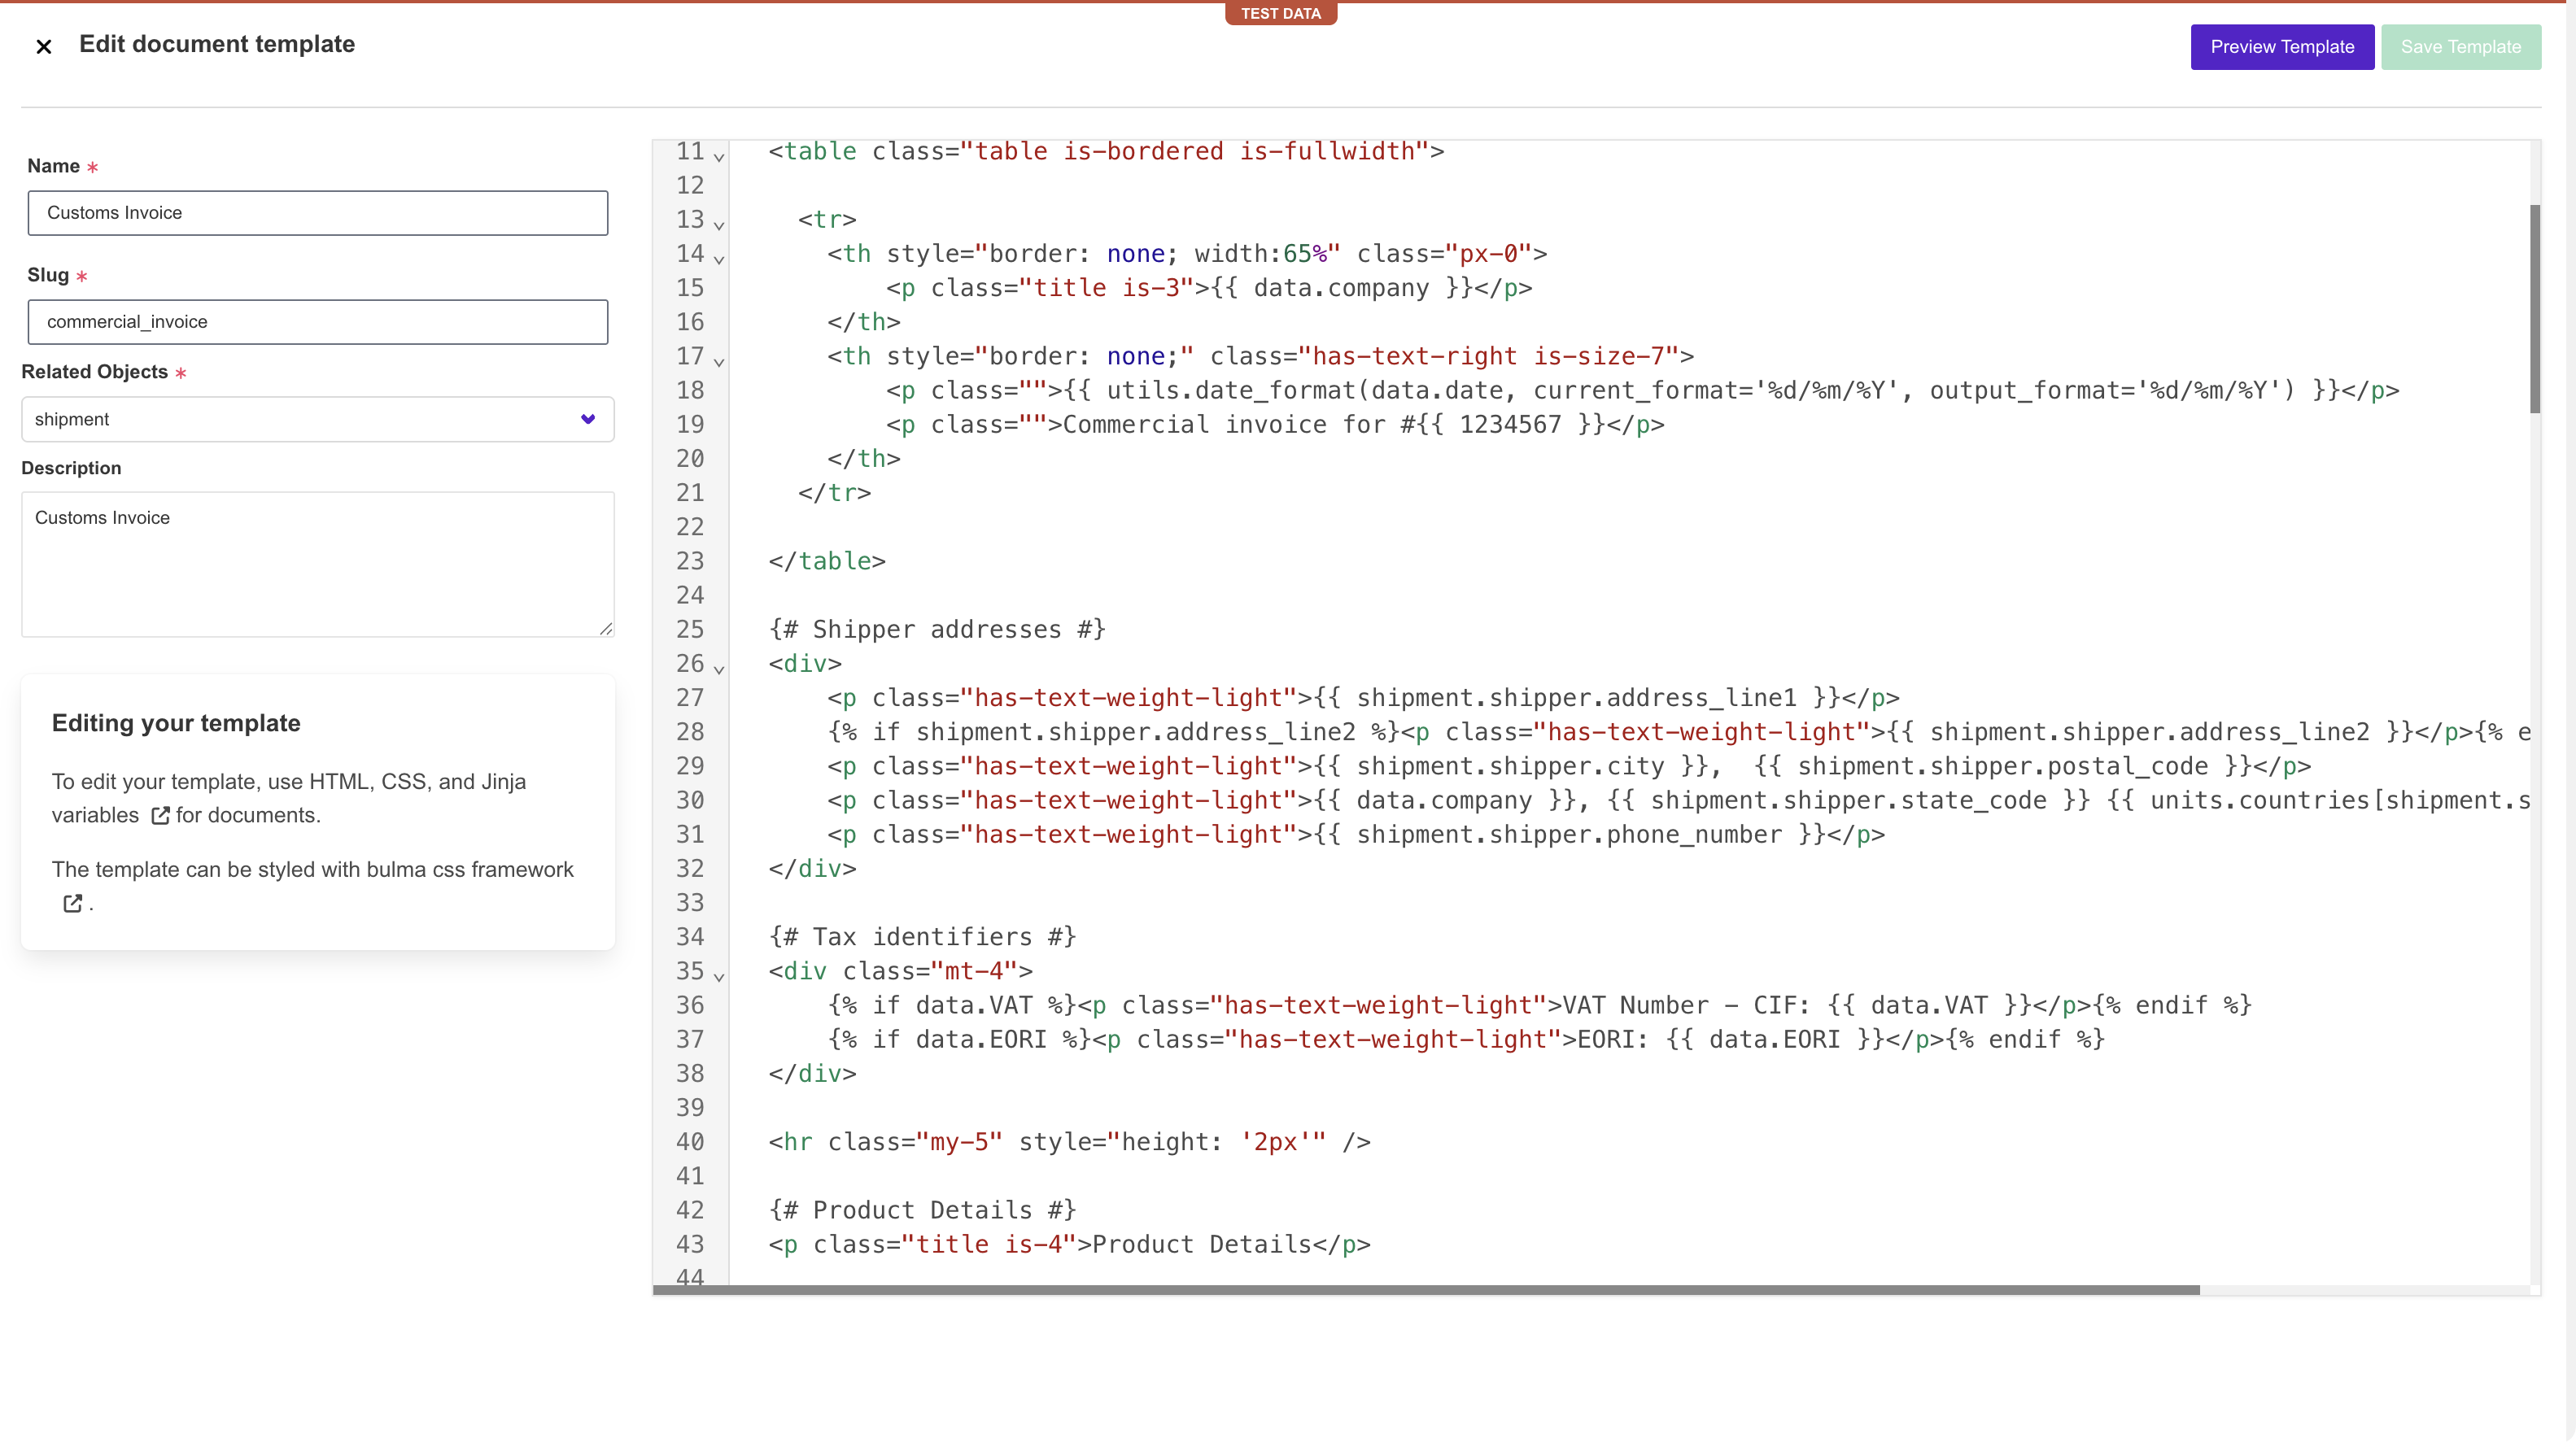 TEST DATA
Edit document template
Preview Template
Save Template
Name *
Customs Invoice
Slug *
commercial_invoice
Related Objects *
shipment
Description
Customs Invoice
Editing your template
To edit your template, use HTML, CSS, and Jinja
variables for documents.
The template can be styled with bulma css framework
.
11 <table class="table is-bordered is-fullwidth">
12
13 <tr>
14 <th style="border: none; width:65%" class="px-0">
15 <p class="title is-3">{{ data.company }}</p>
16 </th>
17 <th style="border: none;" class="has-text-right is-size-7">
18 <p class="">{{ utils.date_format(data.date, current_format='%d/%m/%Y', output_format='%d/%m/%Y') }}</p>
19 <p class="">Commercial invoice for #{{ 1234567 }}</p>
20 </th>
21 </tr>
22
23 </table>
24
25 {# Shipper addresses #}
26 <div>
27 <p class="has-text-weight-light">{{ shipment.shipper.address_line1 }}</p>
28 {% if shipment.shipper.address_line2 %}<p class="has-text-weight-light">{{ shipment.shipper.address_line2 }}</p>{% e
29 <p class="has-text-weight-light">{{ shipment.shipper.city }},  {{ shipment.shipper.postal_code }}</p>
30 <p class="has-text-weight-light">{{ data.company }}, {{ shipment.shipper.state_code }} {{ units.countries[shipment.s
31 <p class="has-text-weight-light">{{ shipment.shipper.phone_number }}</p>
32 </div>
33
34 {# Tax identifiers #}
35 <div class="mt-4">
36 {% if data.VAT %}<p class="has-text-weight-light">VAT Number - CIF: {{ data.VAT }}</p>{% endif %}
37 {% if data.EORI %}<p class="has-text-weight-light">EORI: {{ data.EORI }}</p>{% endif %}
38 </div>
39
40 <hr class="my-5" style="height: '2px'" />
41
42 {# Product Details #}
43 <p class="title is-4">Product Details</p>
44